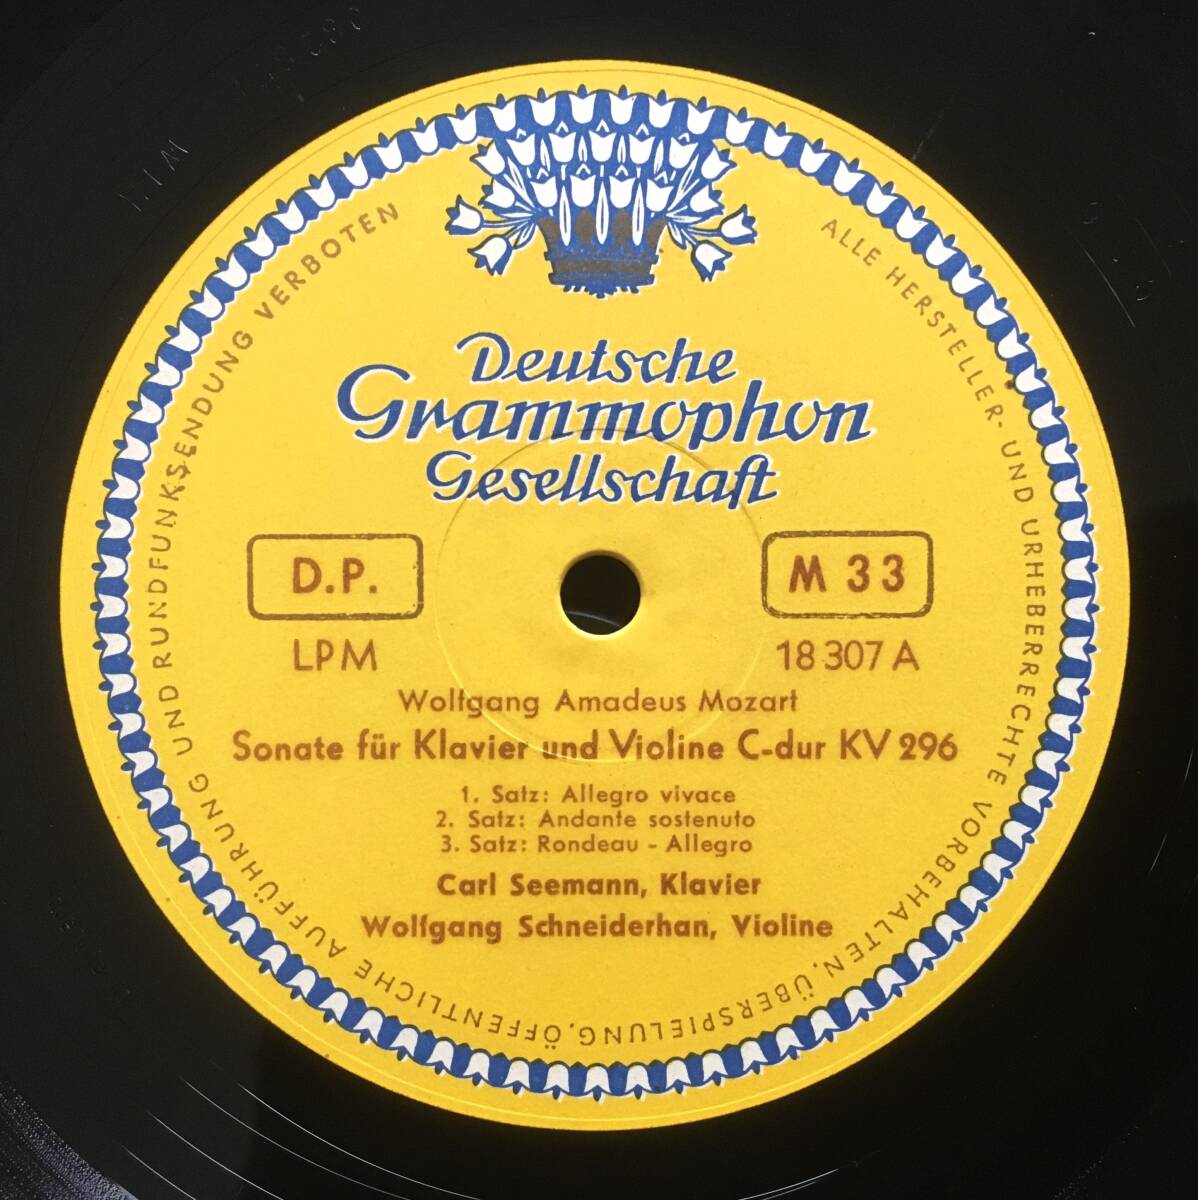 Deutsche
Grammophon
Gesellschaft
D.P.
M 33
LPM
18 307 A
Wolfgang Amadeus Mozart
Sonate für Klavier und Violine C-dur KV 296
1. Satz: Allegro vivace
2. Satz: Andante sostenuto
3. Satz: Rondeau - Allegro
Carl Seemann, Klavier
Wolfgang Schneiderhan, Violine
ALLE HERSTELLER- UND URHEBERRECHTE VORBEHALTEN. ÜBERSPIELUNG, ÖFFENTLICHE AUFFÜHRUNG UND RUNDFUNKSENDUNG VERBOTEN